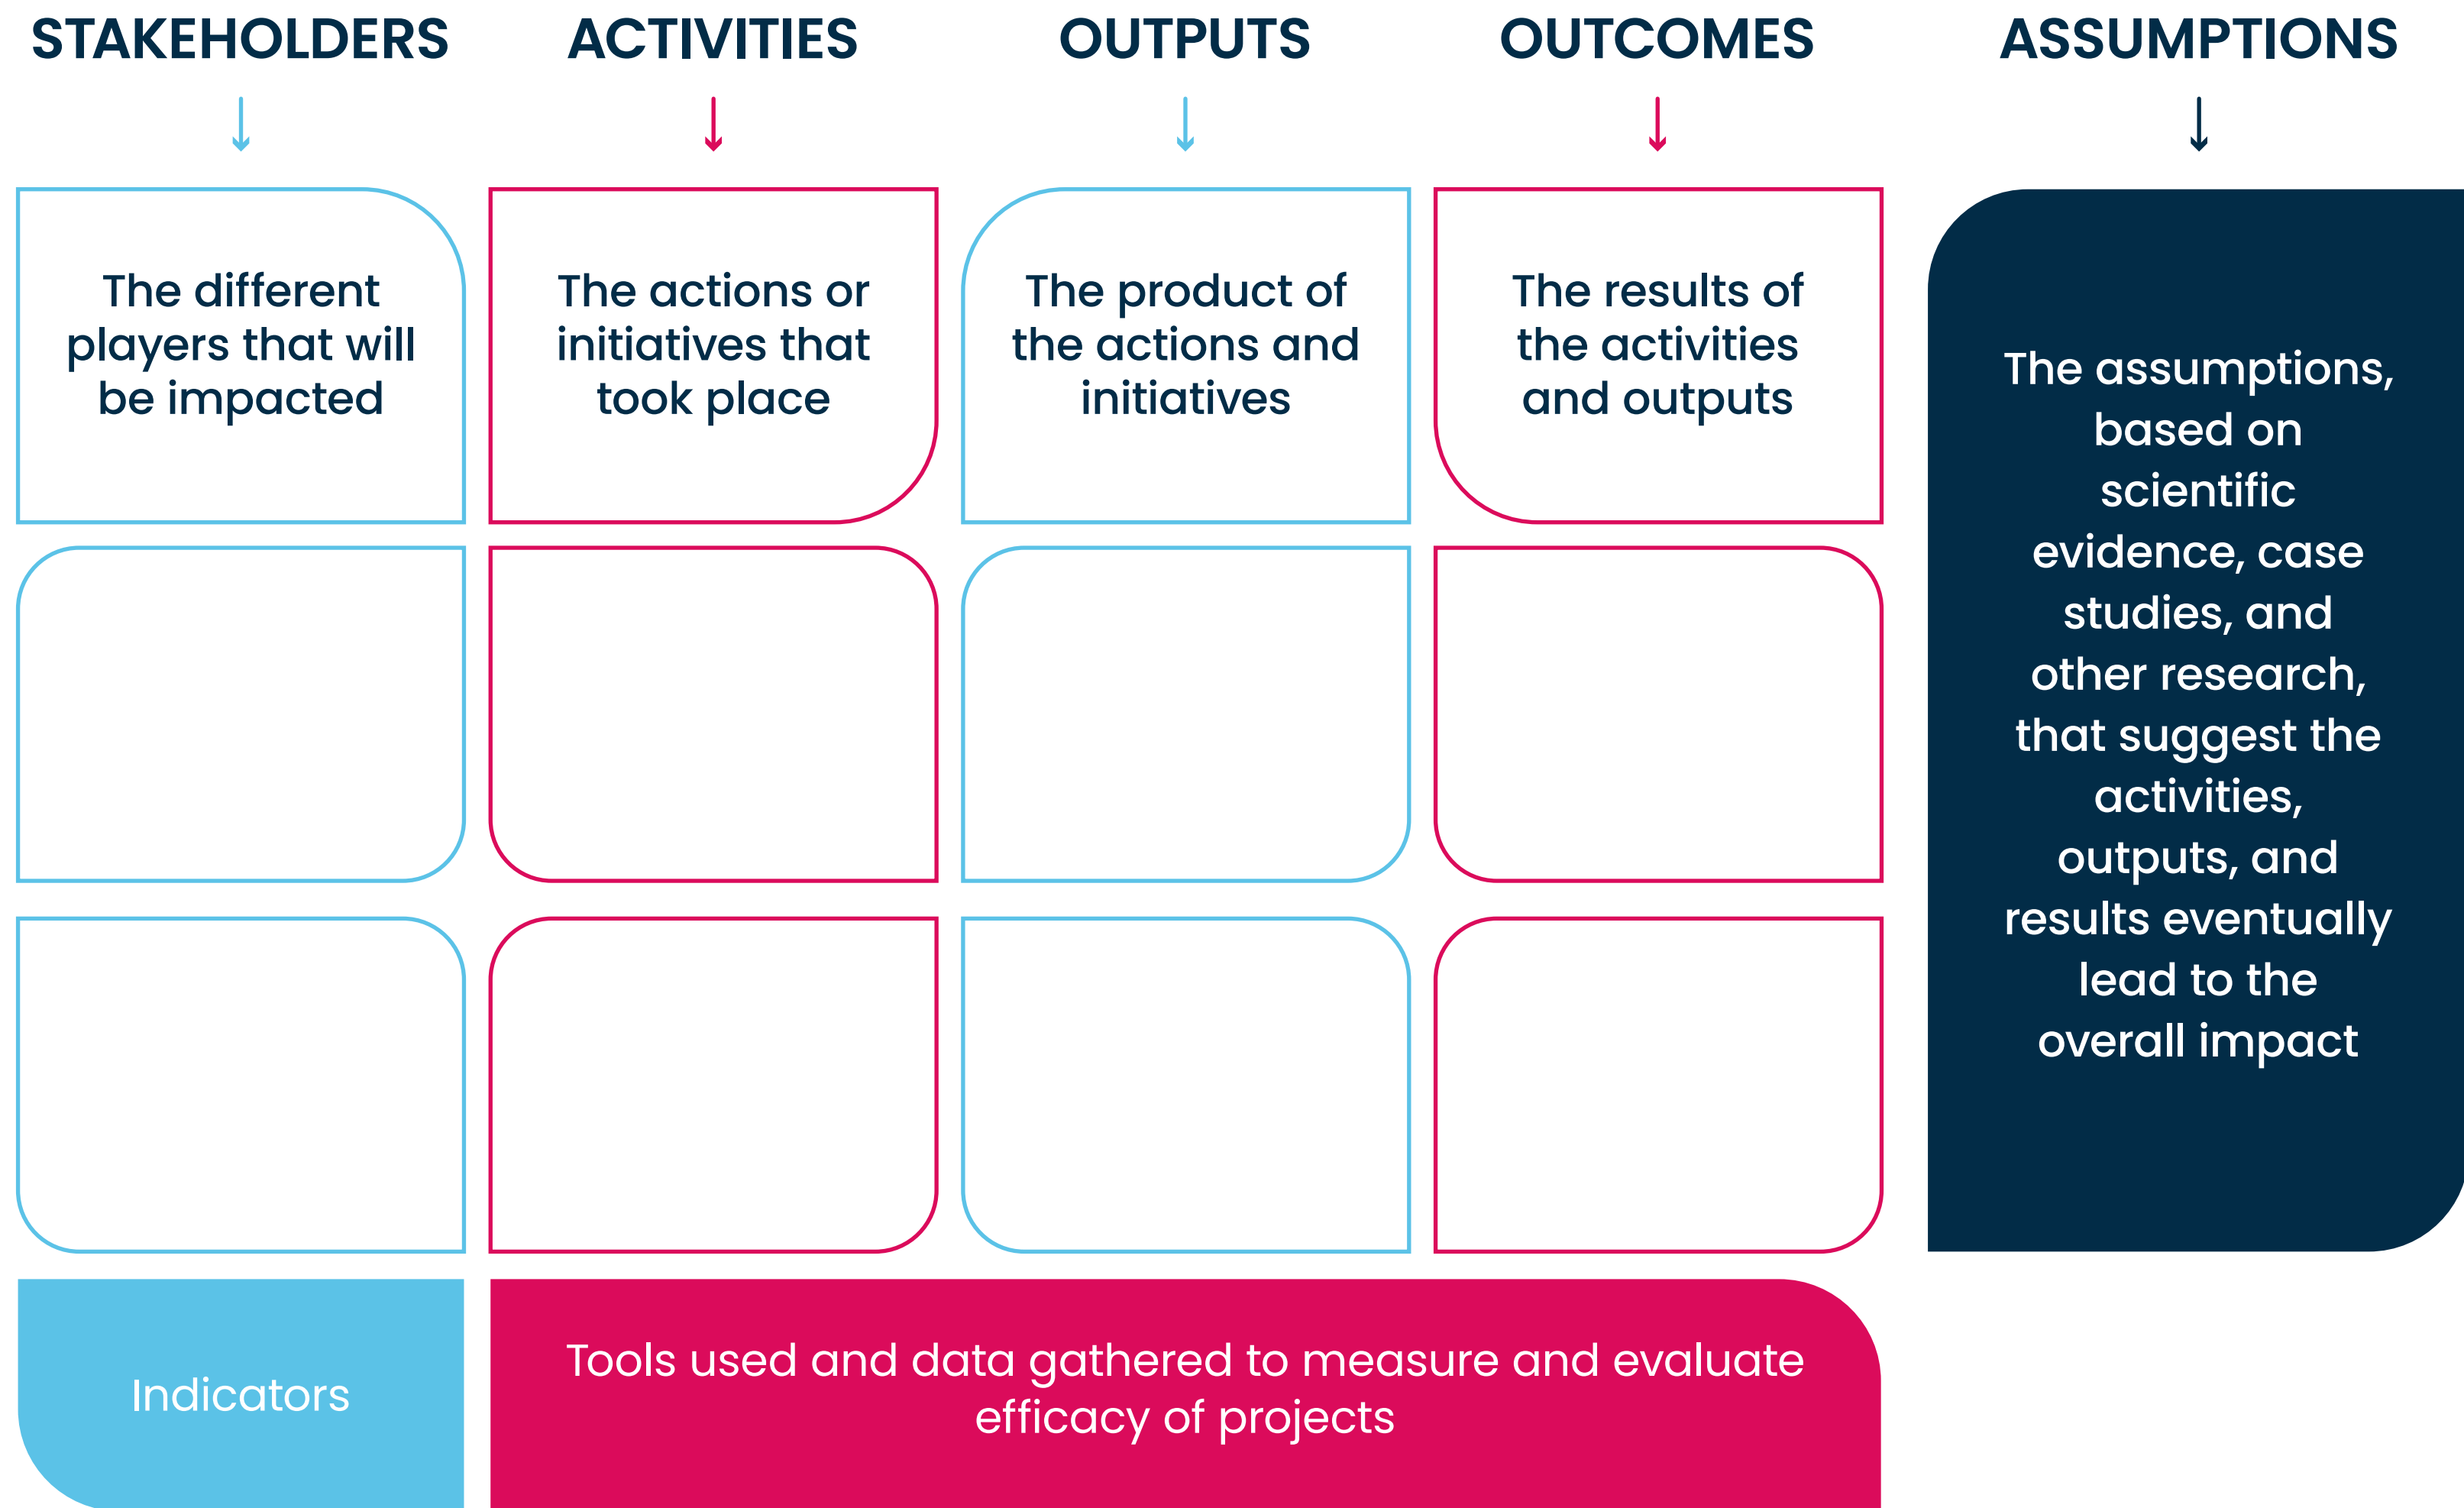 STAKEHOLDERS
ACTIVITIES
OUTPUTS
OUTCOMES
ASSUMPTIONS
The different
players that will
be impacted
The actions or
initiatives that
took place
The product of
the actions and
initiatives
The results of
the activities
and outputs
The assumptions,
based on
scientific
evidence, case
studies, and
other research,
that suggest the
activities,
outputs, and
results eventually
lead to the
overall impact
Indicators
Tools used and data gathered to measure and evaluate
efficacy of projects